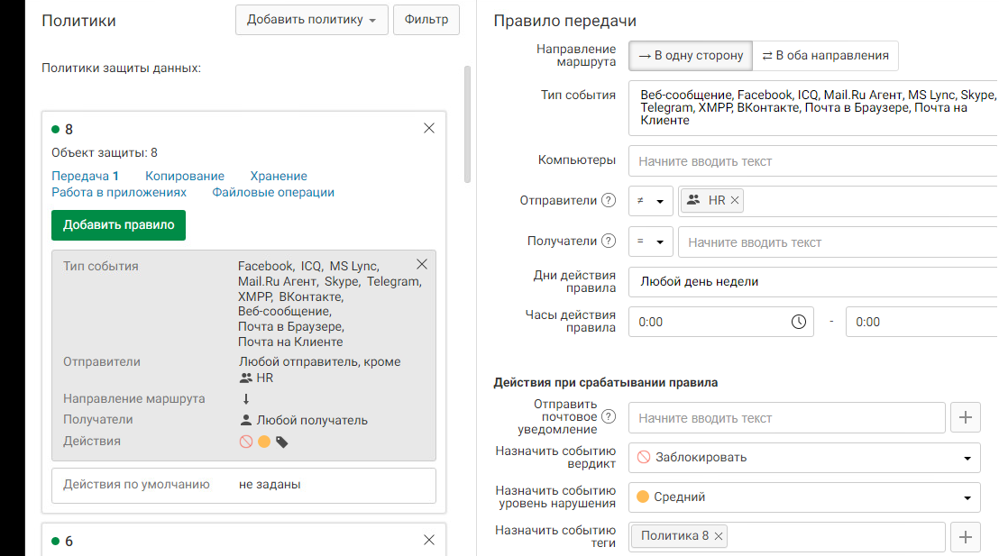 Политики
Добавить политику
Фильтр
Политики защиты данных:
8
Объект защиты: 8
Передача 1 Копирование Хранение
Работа в приложениях Файловые операции
Добавить правило
Тип события
Facebook, ICQ, MS Lync,
Mail.Ru Агент, Skype, Telegram,
XMPP, ВКонтакте,
Веб-сообщение,
Почта в Браузере,
Почта на Клиенте
Отправители
Любой отправитель, кроме
HR
Направление маршрута
Получатели
Любой получатель
Действия
Действия по умолчанию
не заданы
6
Правило передачи
Направление
маршрута
→ В одну сторону
⇄ В оба направления
Тип события
Веб-сообщение, Facebook, ICQ, Mail.Ru Агент, MS Lync, Skype,
Telegram, XMPP, ВКонтакте, Почта в Браузере, Почта на
Клиенте
Компьютеры
Начните вводить текст
Отправители ?
≠
HR
Получатели ?
=
Начните вводить текст
Дни действия
правила
Любой день недели
Часы действия
правила
0:00
-
0:00
Действия при срабатывании правила
Отправить
почтовое
уведомление
?
Начните вводить текст
Назначить событию
вердикт
Заблокировать
Назначить событию
уровень нарушения
Средний
Назначить событию
теги
Политика 8